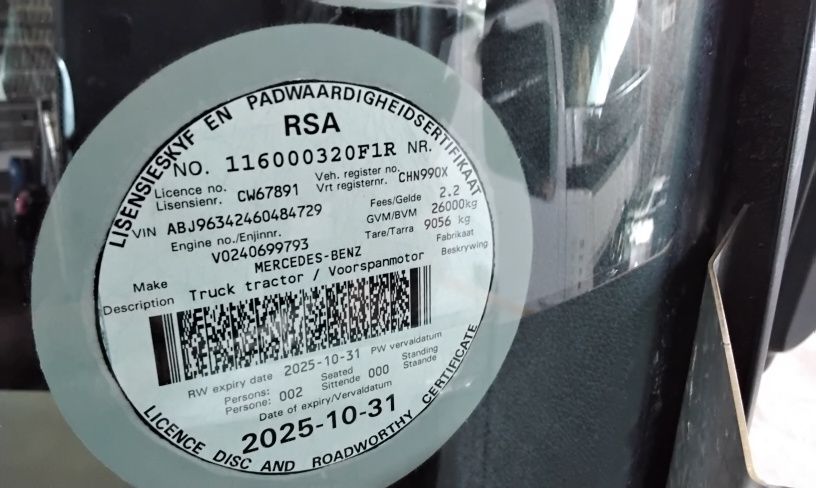 LISENSIESKYF EN PADWAARDIGHEIDSERTIFIKAAT
RSA
NO. 116000320F1R NR.
Licence no. CW67891 Veh. register no. CHN990X
Lisensienr. Vrt registernr.
VIN ABJ96342460484729 Fees/Gelde 2.2
Engine no./Enjinnr. GVM/BVM 26000kg
V0240699793 Tare/Tarra 9056 kg
Make MERCEDES-BENZ Fabrikaat
Description Truck tractor / Voorspanmotor Beskrywing
RW expiry date 2025-10-31 PW vervaldatum
Persons: 002 Seated 000 Standing
Persone: Sittende Staande
Date of expiry/Vervaldatum
2025-10-31
LICENCE DISC AND ROADWORTHY CERTIFICATE